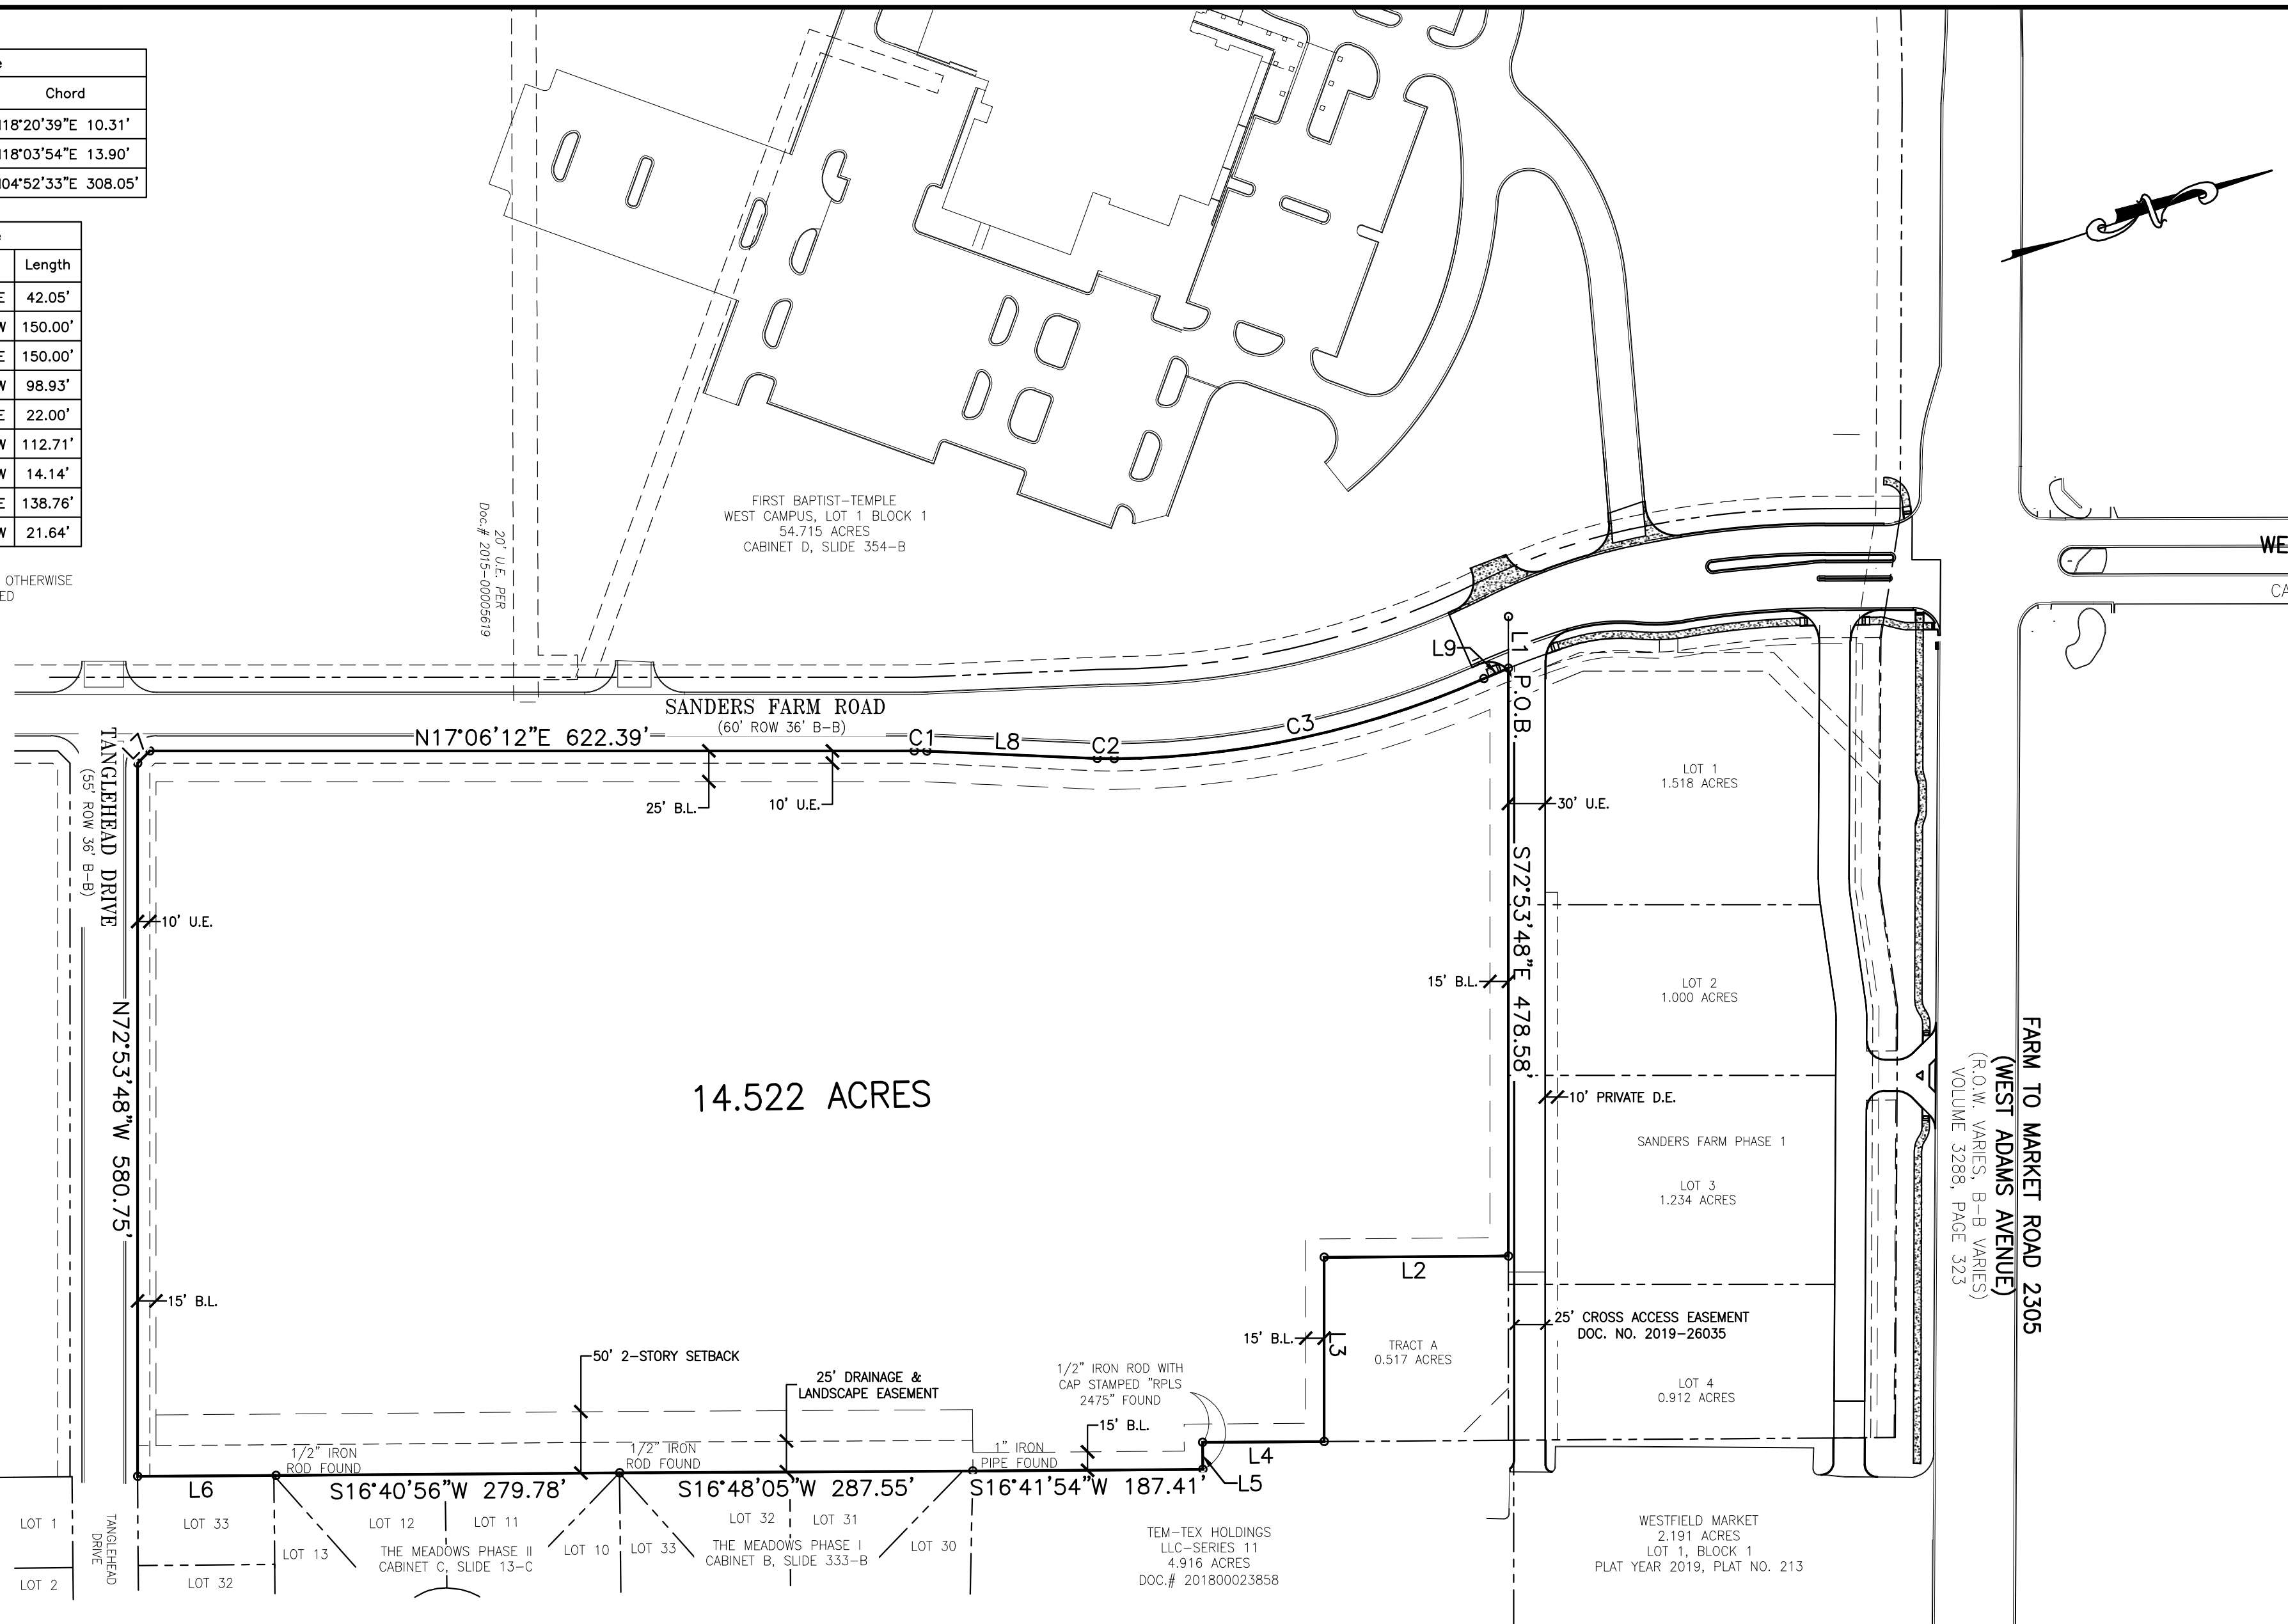 Chord
18°20'39"E 10.31'
18°03'54"E 13.90'
04°52'33"E 308.05'
Length
E 42.05'
W 150.00'
E 150.00'
W 98.93'
E 22.00'
W 112.71'
W 14.14'
E 138.76'
W 21.64'
OTHERWISE
ED
20' U.E. PER
Doc.# 2015-00005619
FIRST BAPTIST-TEMPLE
WEST CAMPUS, LOT 1 BLOCK 1
54.715 ACRES
CABINET D, SLIDE 354-B
N
WE
CA
SANDERS FARM ROAD
(60' ROW 36' B-B)
N17°06'12"E 622.39'
C1
L8
C2
C3
L9
L1
P.O.B.
L7
TANGLEHEAD DRIVE
(55' ROW 36' B-B)
25' B.L.
10' U.E.
30' U.E.
10' U.E.
LOT 1
1.518 ACRES
S72°53'48"E 478.58'
15' B.L.
LOT 2
1.000 ACRES
10' PRIVATE D.E.
SANDERS FARM PHASE 1
LOT 3
1.234 ACRES
FARM TO MARKET ROAD 2305
(WEST ADAMS AVENUE)
(R.O.W. VARIES, B-B VARIES)
VOLUME 3288, PAGE 323
14.522 ACRES
N72°53'48"W 580.75'
15' B.L.
L2
15' B.L.
L3
TRACT A
0.517 ACRES
25' CROSS ACCESS EASEMENT
DOC. NO. 2019-26035
LOT 4
0.912 ACRES
50' 2-STORY SETBACK
25' DRAINAGE &
LANDSCAPE EASEMENT
1/2" IRON ROD WITH
CAP STAMPED "RPLS
2475" FOUND
15' B.L.
1/2" IRON
ROD FOUND
1/2" IRON
ROD FOUND
1" IRON
PIPE FOUND
L4
L5
L6
S16°40'56"W 279.78'
S16°48'05"W 287.55'
S16°41'54"W 187.41'
LOT 1
LOT 2
TANGLEHEAD
DRIVE
LOT 33
LOT 32
LOT 13
LOT 12
LOT 11
THE MEADOWS PHASE II
CABINET C, SLIDE 13-C
LOT 10
LOT 33
LOT 32
LOT 31
THE MEADOWS PHASE I
CABINET B, SLIDE 333-B
LOT 30
TEM-TEX HOLDINGS
LLC-SERIES 11
4.916 ACRES
DOC.# 201800023858
WESTFIELD MARKET
2.191 ACRES
LOT 1, BLOCK 1
PLAT YEAR 2019, PLAT NO. 213